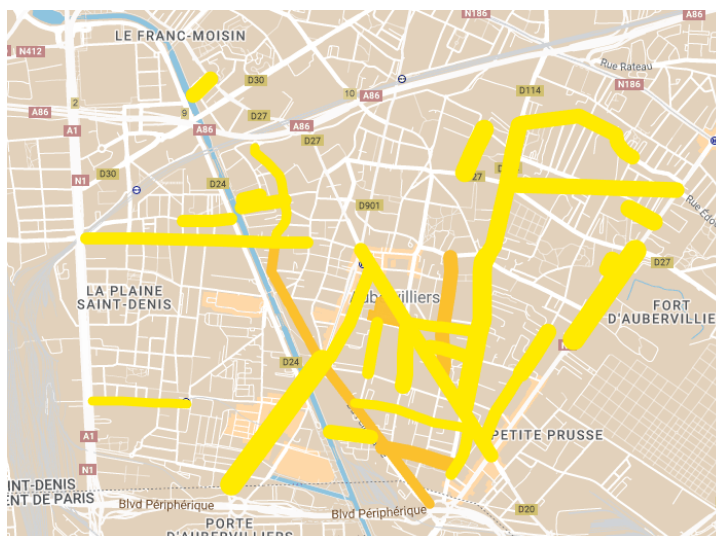 LE FRANC-MOISIN
N186
A86
N412
D30
Rue Rateau
N186
2
10
A86
D114
A86
9
D27
A1
A86
A86
D27
D30
D24
27
N1
D901
Rue Édou
LA PLAINE
SAINT-DENIS
Aubervilliers
D27
FORT
D'AUBERVILLIE
D24
A1
PETITE PRUSSE
N1
INT-DENIS
ENT DE PARIS
Blvd Périphérique
Blvd Périphérique
D20
PORTE
D'AUBERVILLIERS